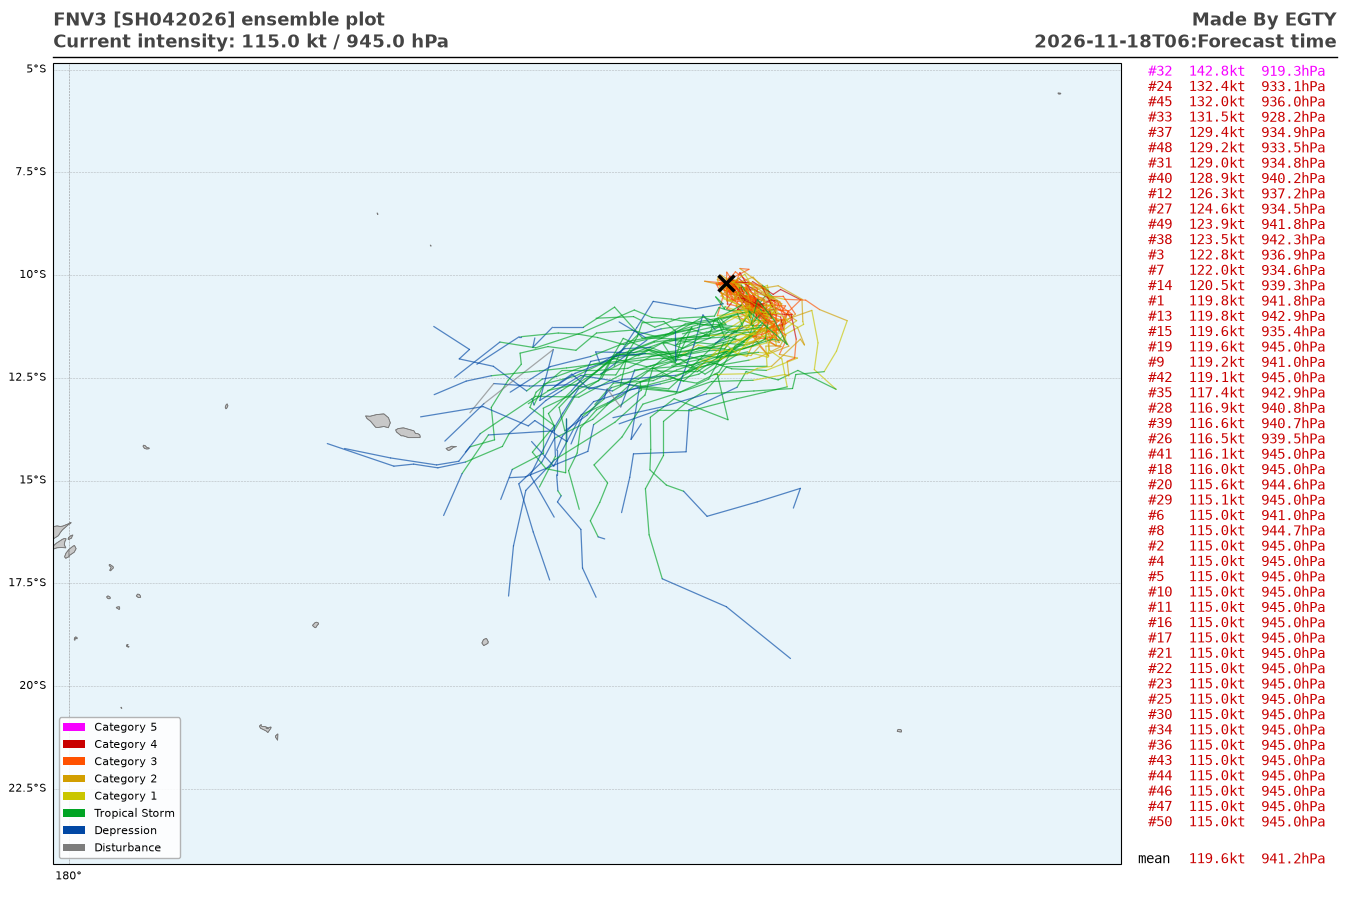 FNV3 [SH042026] ensemble plot
Current intensity: 115.0 kt / 945.0 hPa
Made By EGTY
2026-11-18T06:Forecast time
5°S
7.5°S
10°S
12.5°S
15°S
17.5°S
20°S
22.5°S
180°
Category 5
Category 4
Category 3
Category 2
Category 1
Tropical Storm
Depression
Disturbance
#32 142.8kt 919.3hPa
#24 132.4kt 933.1hPa
#45 132.0kt 936.0hPa
#33 131.5kt 928.2hPa
#37 129.4kt 934.9hPa
#48 129.2kt 933.5hPa
#31 129.0kt 934.8hPa
#40 128.9kt 940.2hPa
#12 126.3kt 937.2hPa
#27 124.6kt 934.5hPa
#49 123.9kt 941.8hPa
#38 123.5kt 942.3hPa
#3 122.8kt 936.9hPa
#7 122.0kt 934.6hPa
#14 120.5kt 939.3hPa
#1 119.8kt 941.8hPa
#13 119.8kt 942.9hPa
#15 119.6kt 935.4hPa
#19 119.6kt 945.0hPa
#9 119.2kt 941.0hPa
#42 119.1kt 945.0hPa
#35 117.4kt 942.9hPa
#28 116.9kt 940.8hPa
#39 116.6kt 940.7hPa
#26 116.5kt 939.5hPa
#41 116.1kt 945.0hPa
#18 116.0kt 945.0hPa
#20 115.6kt 944.6hPa
#29 115.1kt 945.0hPa
#6 115.0kt 941.0hPa
#8 115.0kt 944.7hPa
#2 115.0kt 945.0hPa
#4 115.0kt 945.0hPa
#5 115.0kt 945.0hPa
#10 115.0kt 945.0hPa
#11 115.0kt 945.0hPa
#16 115.0kt 945.0hPa
#17 115.0kt 945.0hPa
#21 115.0kt 945.0hPa
#22 115.0kt 945.0hPa
#23 115.0kt 945.0hPa
#25 115.0kt 945.0hPa
#30 115.0kt 945.0hPa
#34 115.0kt 945.0hPa
#36 115.0kt 945.0hPa
#43 115.0kt 945.0hPa
#44 115.0kt 945.0hPa
#46 115.0kt 945.0hPa
#47 115.0kt 945.0hPa
#50 115.0kt 945.0hPa
mean 119.6kt 941.2hPa